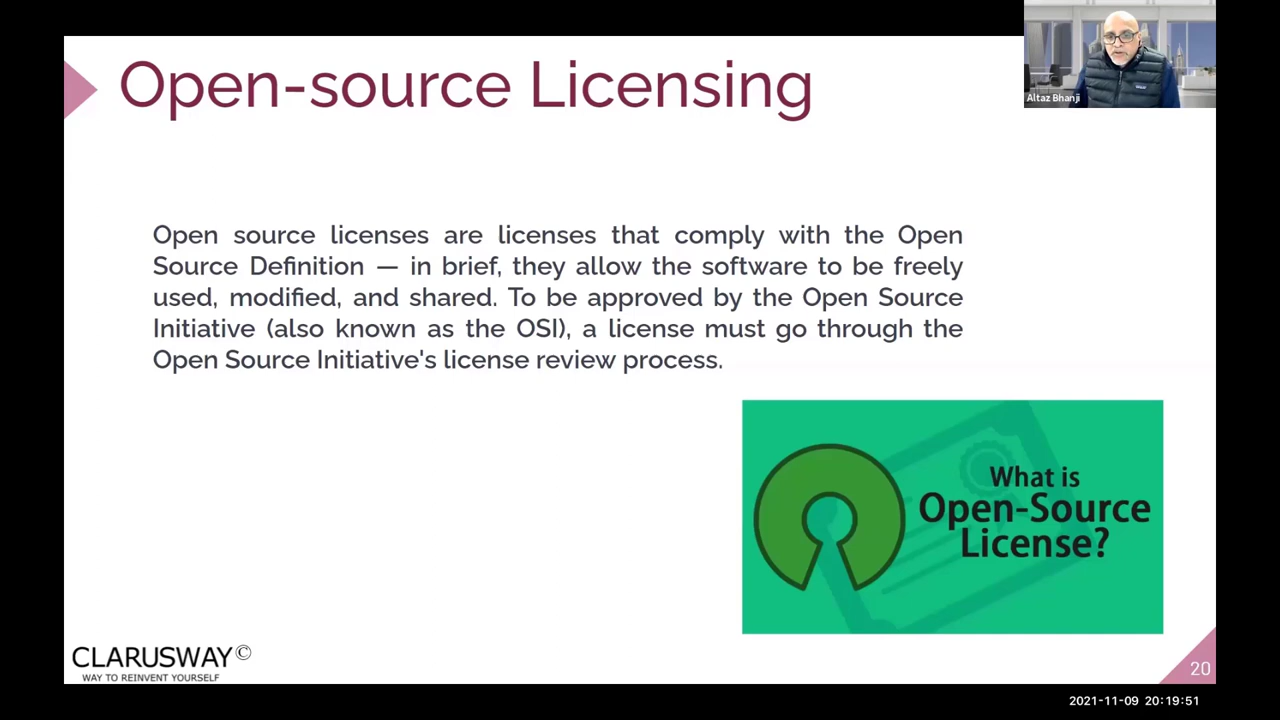 Open-source Licensing
Altaz Bhanji
Open source licenses are licenses that comply with the Open
Source Definition — in brief, they allow the software to be freely
used, modified, and shared. To be approved by the Open Source
Initiative (also known as the OSI), a license must go through the
Open Source Initiative's license review process.
What is
Open-Source
License?
CLARUSWAY©
WAY TO REINVENT YOURSELF
20
2021-11-09 20:19:51